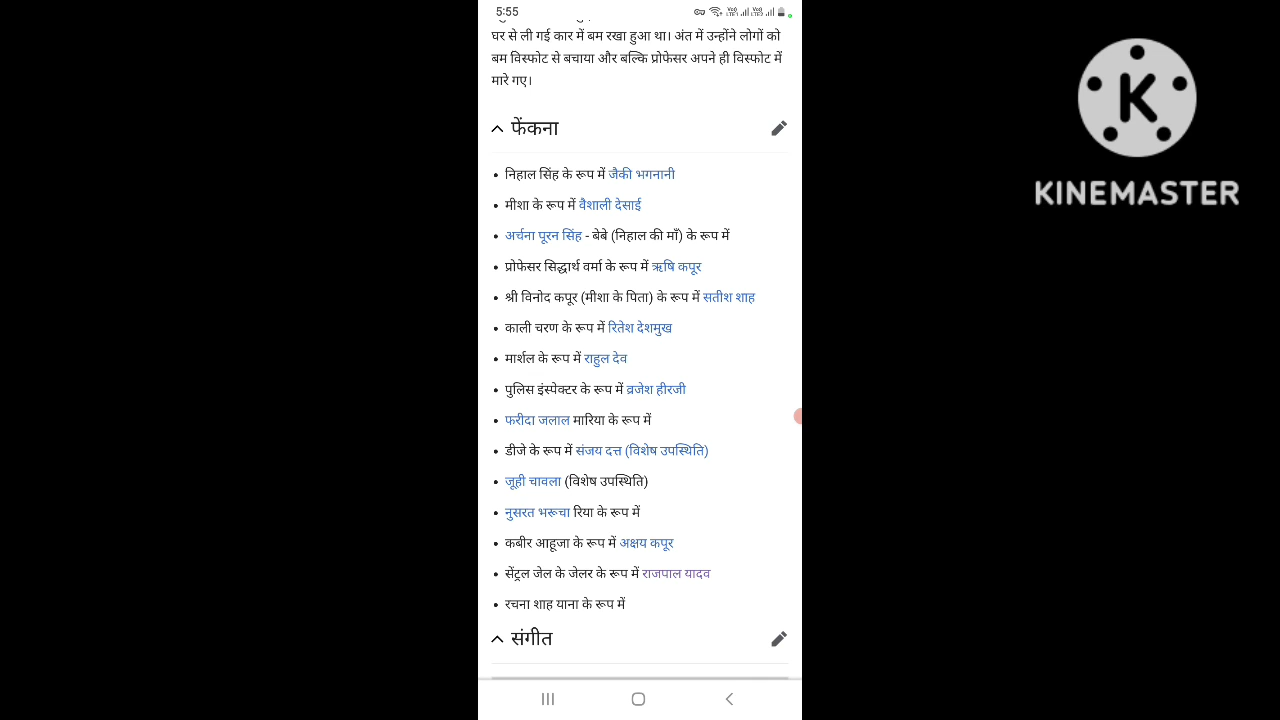 5:55
घर से ली गई कार में बम रखा हुआ था। अंत में उन्होंने लोगों को
बम विस्फोट से बचाया और बल्कि प्रोफेसर अपने ही विस्फोट में
मारे गए।
फेंकना
निहाल सिंह के रूप में जैकी भगनानी
मीशा के रूप में वैशाली देसाई
अर्चना पूरन सिंह - बेबे (निहाल की माँ) के रूप में
प्रोफेसर सिद्धार्थ वर्मा के रूप में ऋषि कपूर
श्री विनोद कपूर (मीशा के पिता) के रूप में सतीश शाह
काली चरण के रूप में रितेश देशमुख
मार्शल के रूप में राहुल देव
पुलिस इंस्पेक्टर के रूप में व्रजेश हीरजी
फरीदा जलाल मारिया के रूप में
डीजे के रूप में संजय दत्त (विशेष उपस्थिति)
जूही चावला (विशेष उपस्थिति)
नुसरत भरूचा रिया के रूप में
कबीर आहूजा के रूप में अक्षय कपूर
सेंट्रल जेल के जेलर के रूप में राजपाल यादव
रचना शाह याना के रूप में
संगीत
KINEMASTER